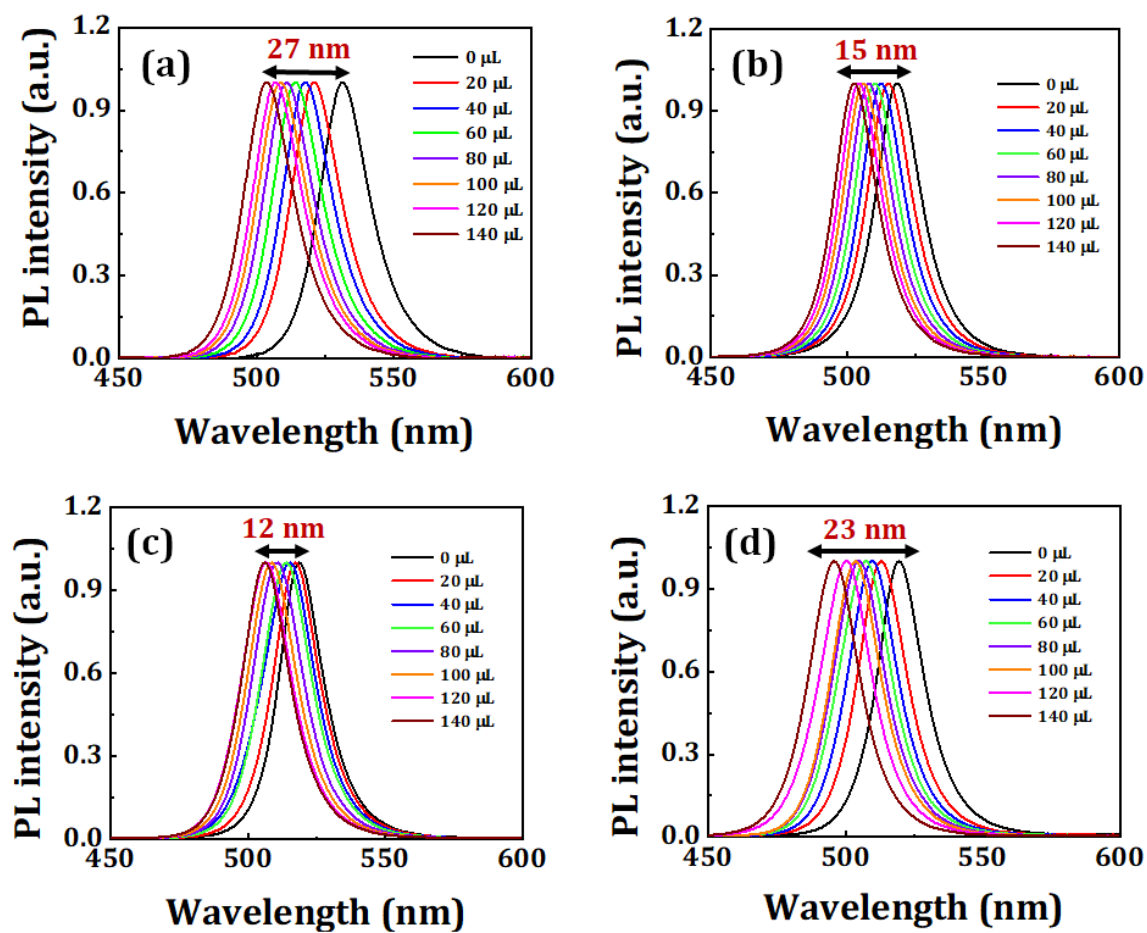 (a)
27 nm
PL intensity (a.u.)
1.2
0.9
0.6
0.3
0.0
450
500
550
600
Wavelength (nm)
0 µL
20 µL
40 µL
60 µL
80 µL
100 µL
120 µL
140 µL
(b)
15 nm
PL intensity (a.u.)
1.2
0.9
0.6
0.3
0.0
450
500
550
600
Wavelength (nm)
0 µL
20 µL
40 µL
60 µL
80 µL
100 µL
120 µL
140 µL
(c)
12 nm
PL intensity (a.u.)
1.2
0.9
0.6
0.3
0.0
450
500
550
600
Wavelength (nm)
0 µL
20 µL
40 µL
60 µL
80 µL
100 µL
120 µL
140 µL
(d)
23 nm
PL intensity (a.u.)
1.2
0.9
0.6
0.3
0.0
450
500
550
600
Wavelength (nm)
0 µL
20 µL
40 µL
60 µL
80 µL
100 µL
120 µL
140 µL